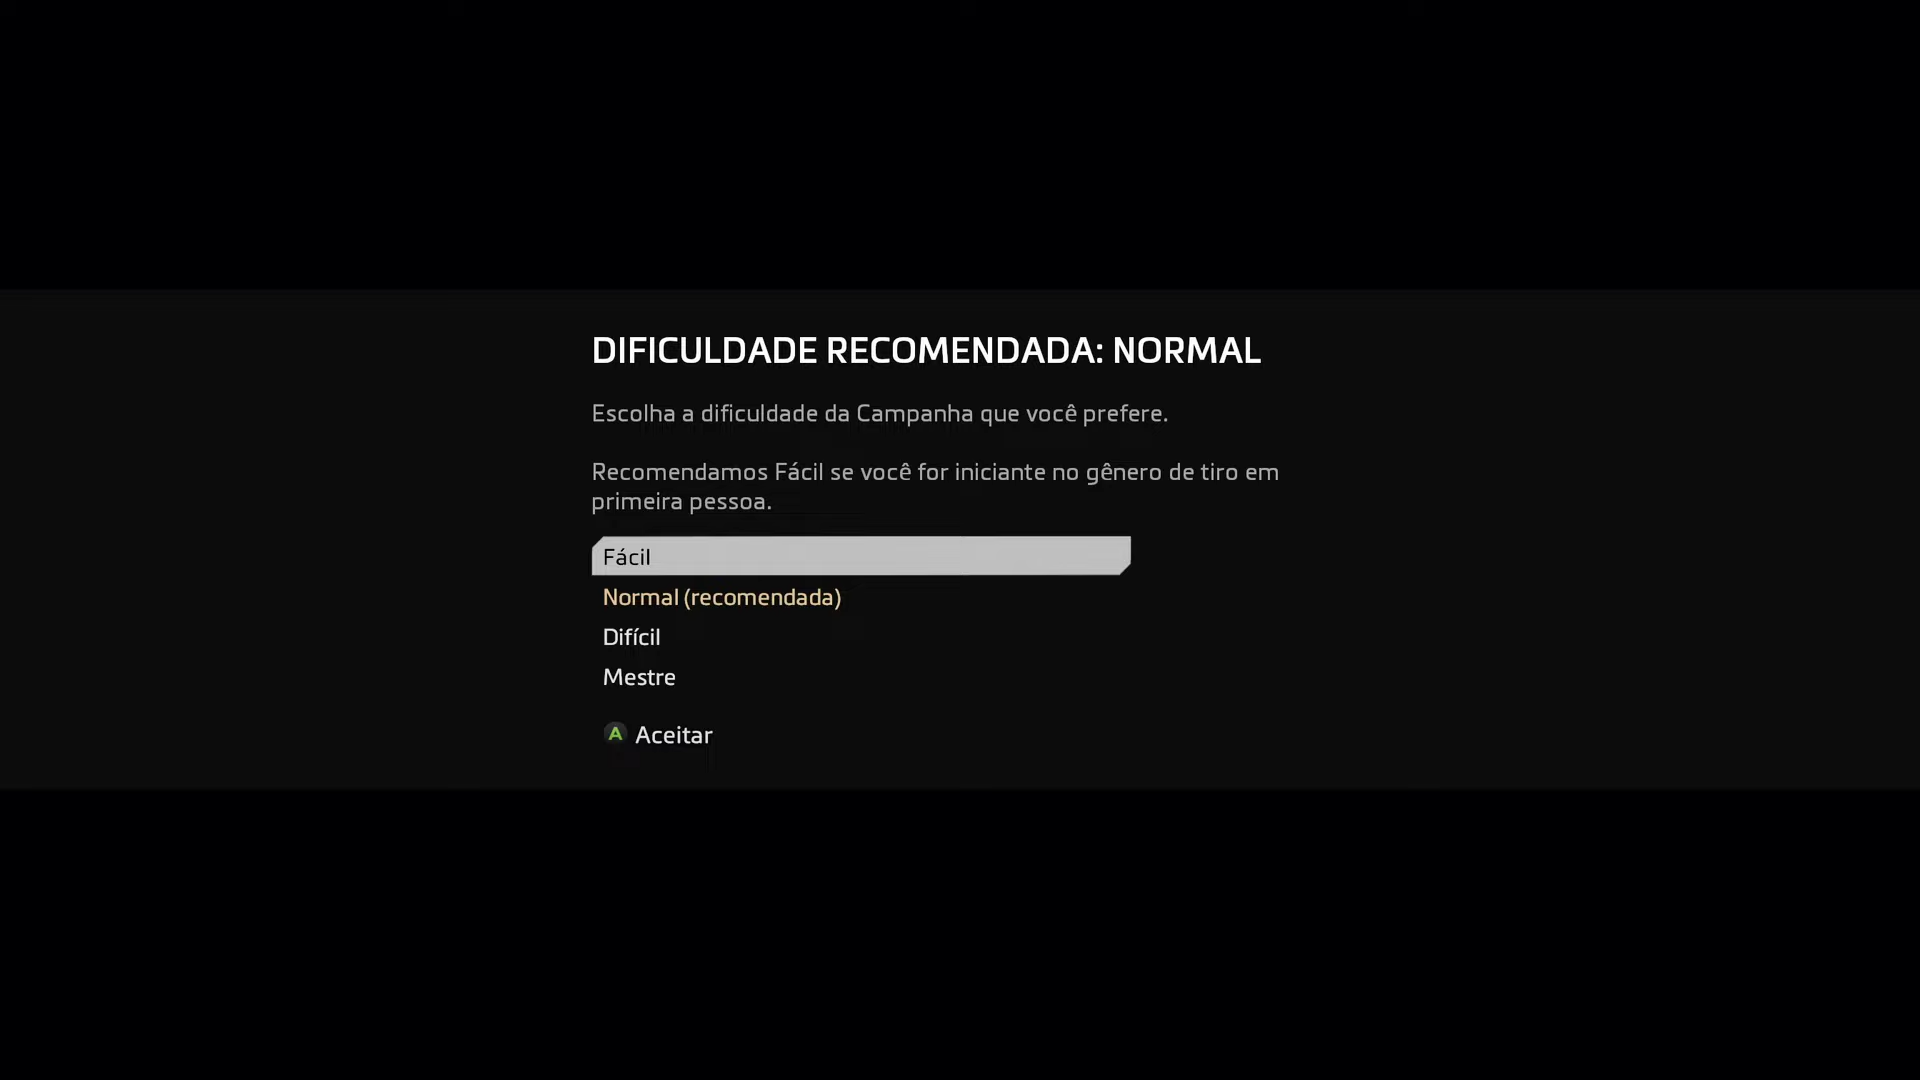 DIFICULDADE RECOMENDADA: NORMAL
Escolha a dificuldade da Campanha que você prefere.
Recomendamos Fácil se você for iniciante no gênero de tiro em
primeira pessoa.
Fácil
Normal (recomendada)
Difícil
Mestre
A Aceitar